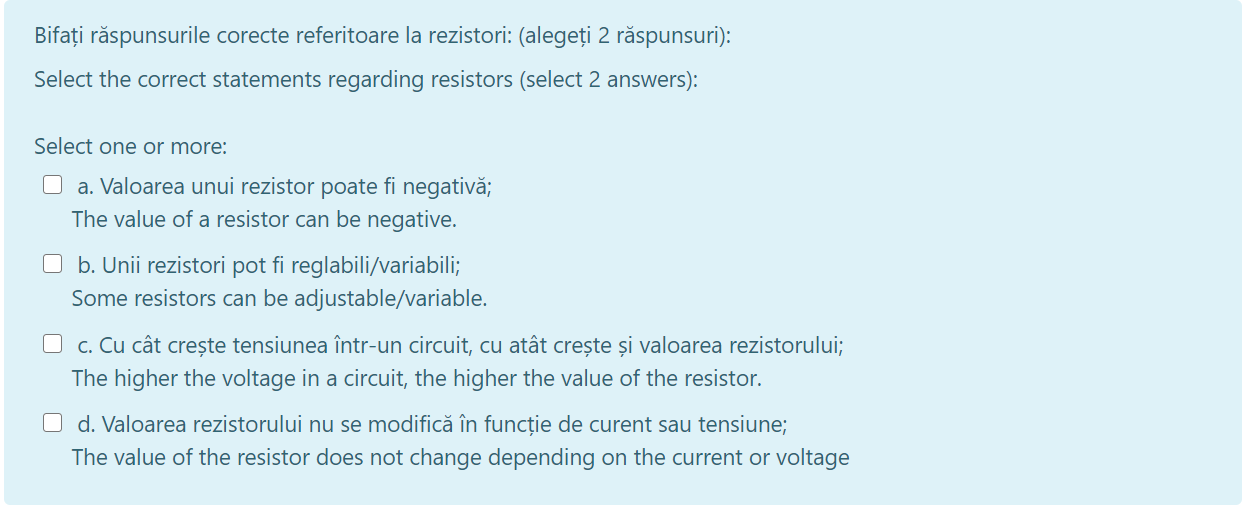 Bifați răspunsurile corecte referitoare la rezistori: (alegeți 2 răspunsuri):
Select the correct statements regarding resistors (select 2 answers):
Select one or more:
a. Valoarea unui rezistor poate fi negativă;
The value of a resistor can be negative.
b. Unii rezistori pot fi reglabili/variabili;
Some resistors can be adjustable/variable.
c. Cu cât crește tensiunea într-un circuit, cu atât crește și valoarea rezistorului;
The higher the voltage in a circuit, the higher the value of the resistor.
d. Valoarea rezistorului nu se modifică în funcție de curent sau tensiune;
The value of the resistor does not change depending on the current or voltage